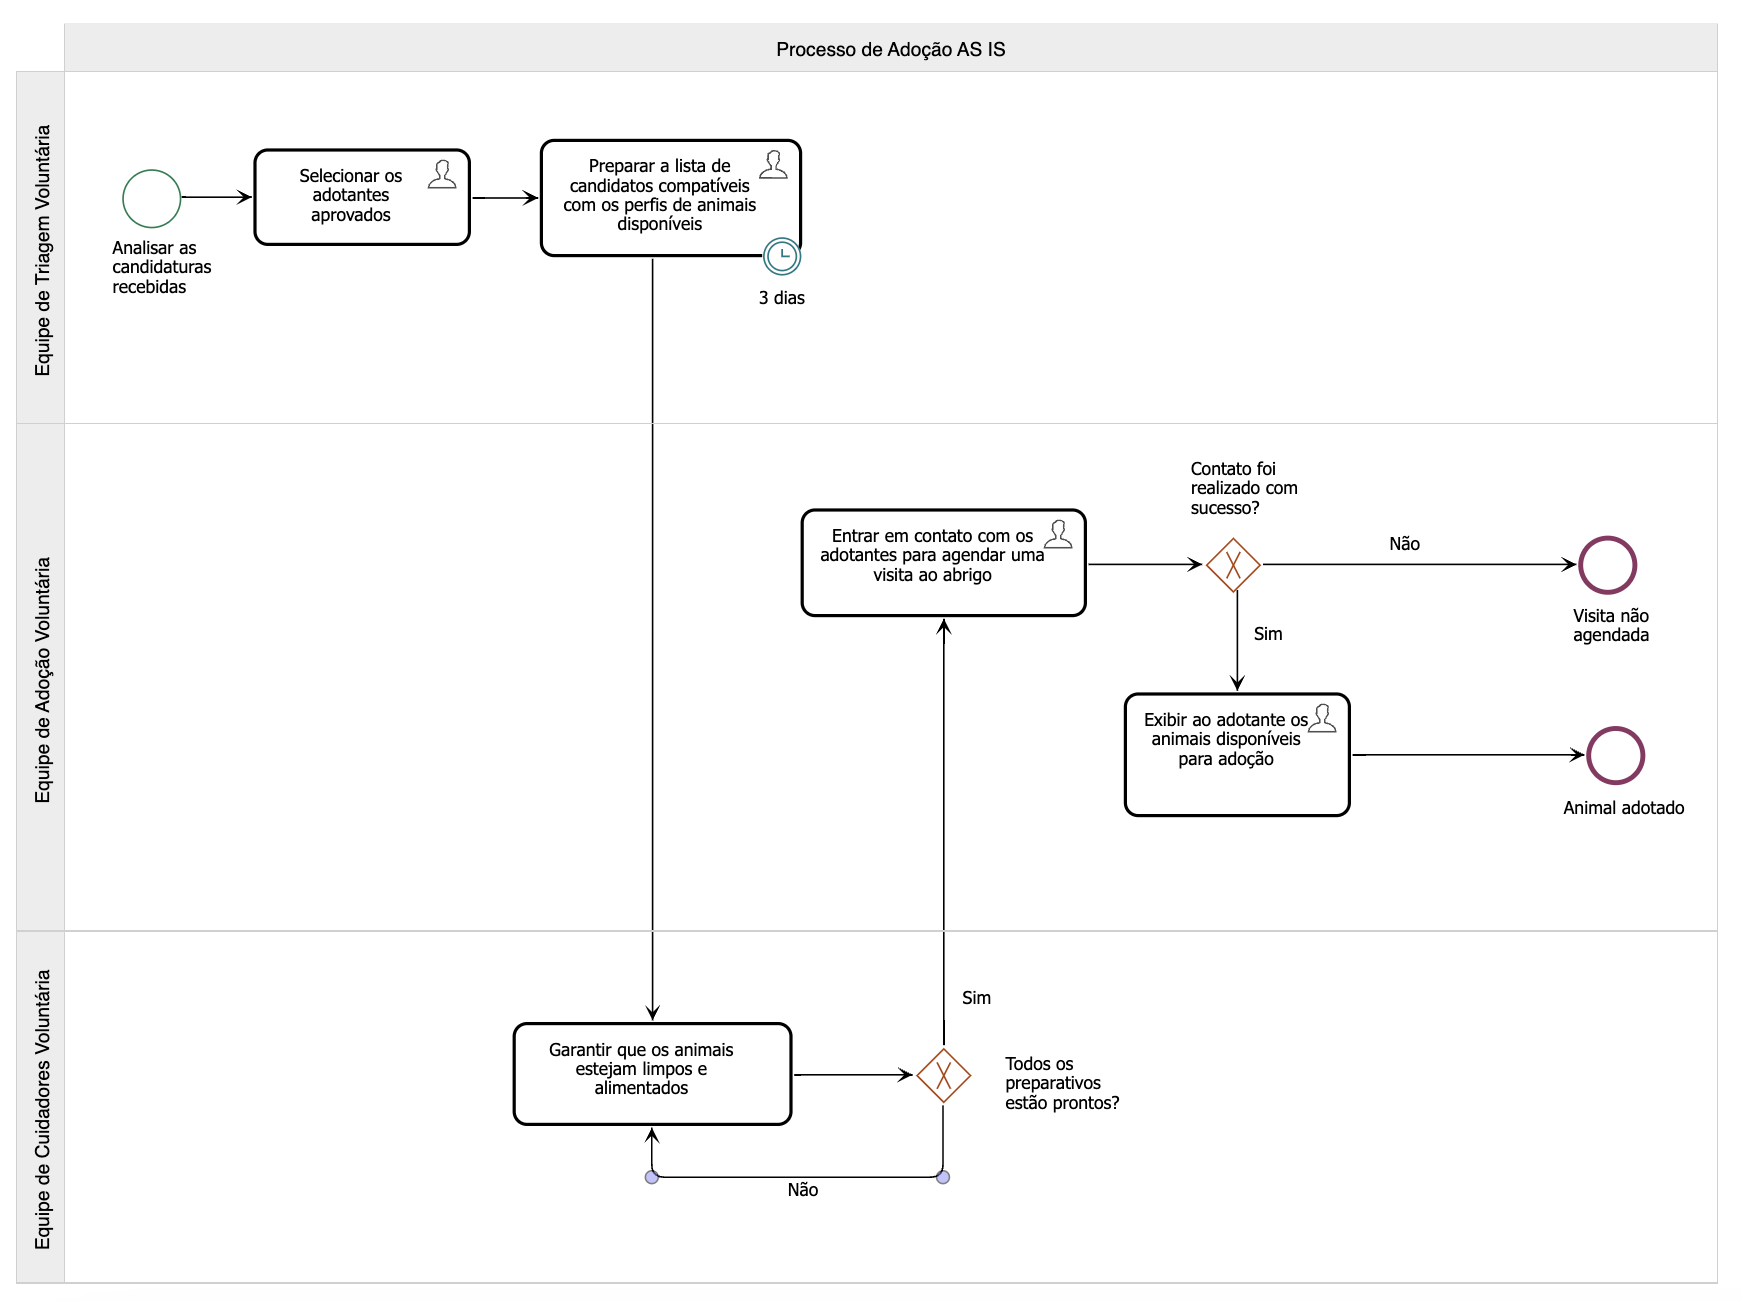 Processo de Adoção AS IS
Equipe de Triagem Voluntária
Analisar as
candidaturas
recebidas
Selecionar os
adotantes
aprovados
Preparar a lista de
candidatos compatíveis
com os perfis de animais
disponíveis
3 dias
Equipe de Adoção Voluntária
Entrar em contato com os
adotantes para agendar uma
visita ao abrigo
Contato foi
realizado com
sucesso?
Não
Visita não
agendada
Sim
Exibir ao adotante os
animais disponíveis
para adoção
Animal adotado
Equipe de Cuidadores Voluntária
Garantir que os animais
estejam limpos e
alimentados
Sim
Todos os
preparativos
estão prontos?
Não